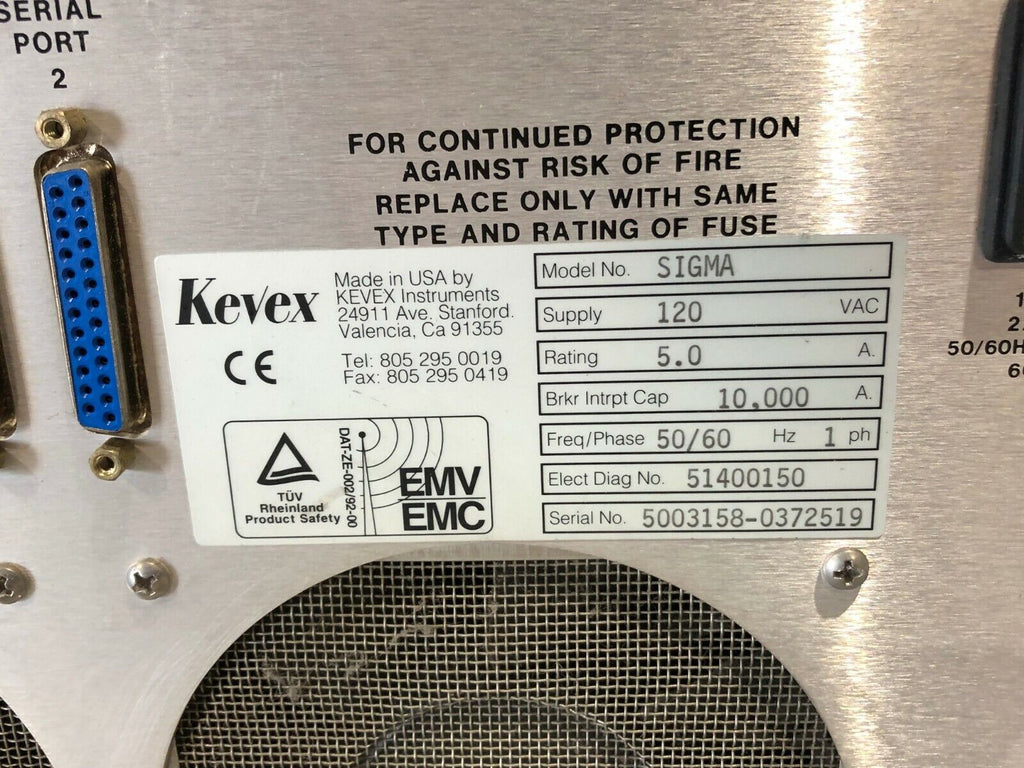 SERIAL
PORT
2
FOR CONTINUED PROTECTION
AGAINST RISK OF FIRE
REPLACE ONLY WITH SAME
TYPE AND RATING OF FUSE
Kevex
CE
Made in USA by
KEVEX Instruments
24911 Ave. Stanford.
Valencia, Ca 91355
Tel: 805 295 0019
Fax: 805 295 0419
TÜV
Rheinland
Product Safety
DAT-ZE-002/92-00
EMV
EMC
Model No. SIGMA
Supply 120 VAC
Rating 5.0 A.
Brkr Intrpt Cap 10,000 A.
Freq/Phase 50/60 Hz 1 ph
Elect Diag No. 51400150
Serial No. 5003158-0372519
50/60H